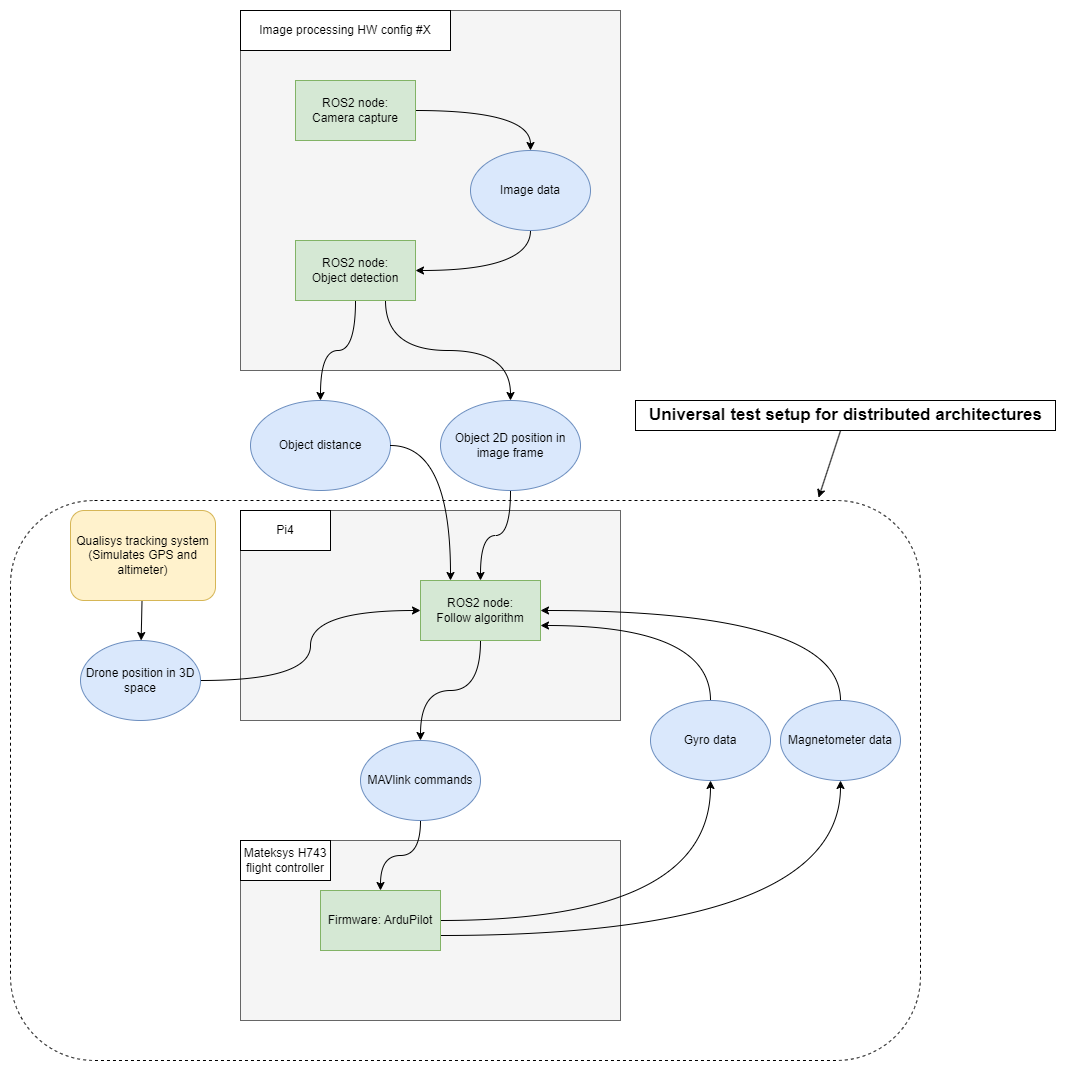 Image processing HW config #X
ROS2 node:
Camera capture
Image data
ROS2 node:
Object detection
Object distance
Object 2D position in
image frame
Universal test setup for distributed architectures
Qualisys tracking system
(Simulates GPS and
altimeter)
Pi4
ROS2 node:
Follow algorithm
Drone position in 3D
space
Gyro data
Magnetometer data
MAVlink commands
Mateksys H743
flight controller
Firmware: ArduPilot